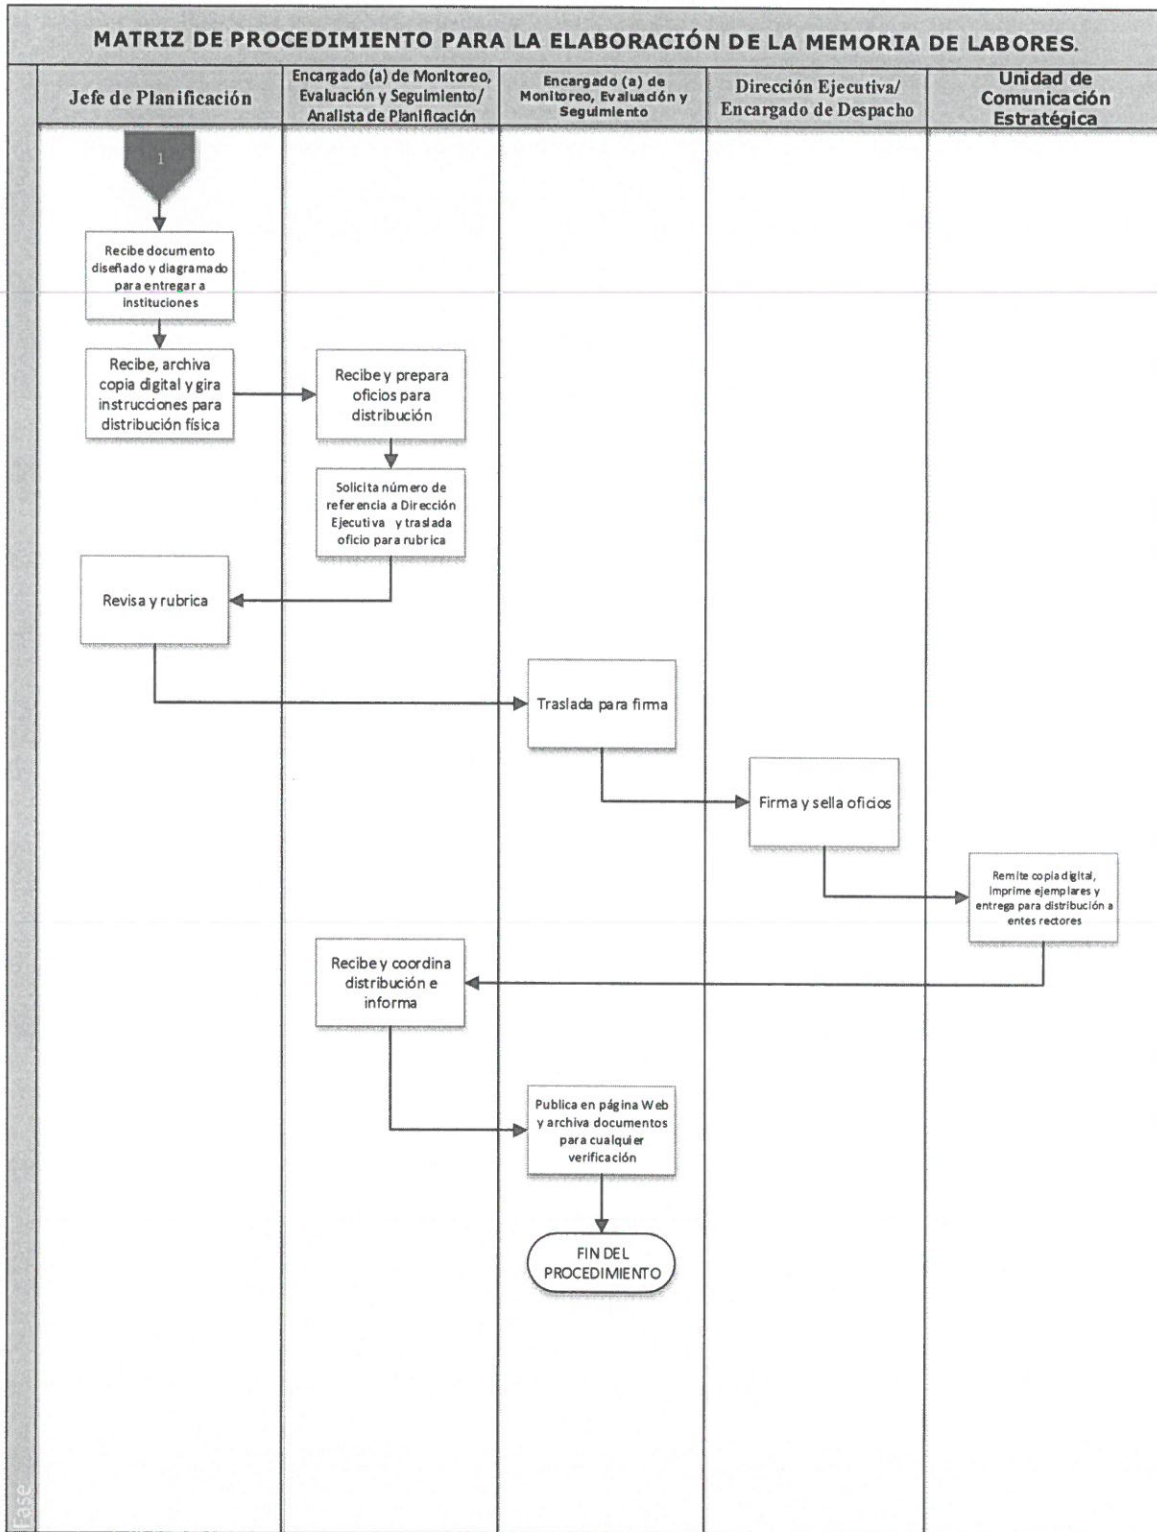 MATRIZ DE PROCEDIMIENTO PARA LA ELABORACIÓN DE LA MEMORIA DE LABORES.
Jefe de Planificación
Encargado (a) de Monitoreo,
Evaluación y Seguimiento/
Analista de Planificación
Encargado (a) de
Monitoreo, Evaluación y
Seguimiento
Dirección Ejecutiva/
Encargado de Despacho
Unidad de
Comunicación
Estratégica
1
Recibe documento
diseñado y diagramado
para entregar a
instituciones
Recibe, archiva
copia digital y gira
instrucciones para
distribución física
Recibe y prepara
oficios para
distribución
Solicita número de
referencia a Dirección
Ejecutiva y traslada
oficio para rubrica
Revisa y rubrica
Traslada para firma
Firma y sella oficios
Remite copia digital,
imprime ejemplares y
entrega para distribución a
entes rectores
Recibe y coordina
distribución e
informa
Publica en página Web
y archiva documentos
para cualquier
verificación
FIN DEL
PROCEDIMIENTO
Fase